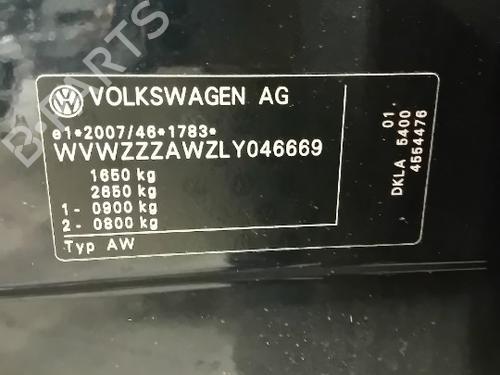 B-PARTS
VOLKSWAGEN AG
e1*2007/46*1783*
WVWZZZAWZLY046669
1650 kg
2650 kg
1- 0900 kg
2- 0800 kg
Typ AW
01
DKLA 5400
4554476